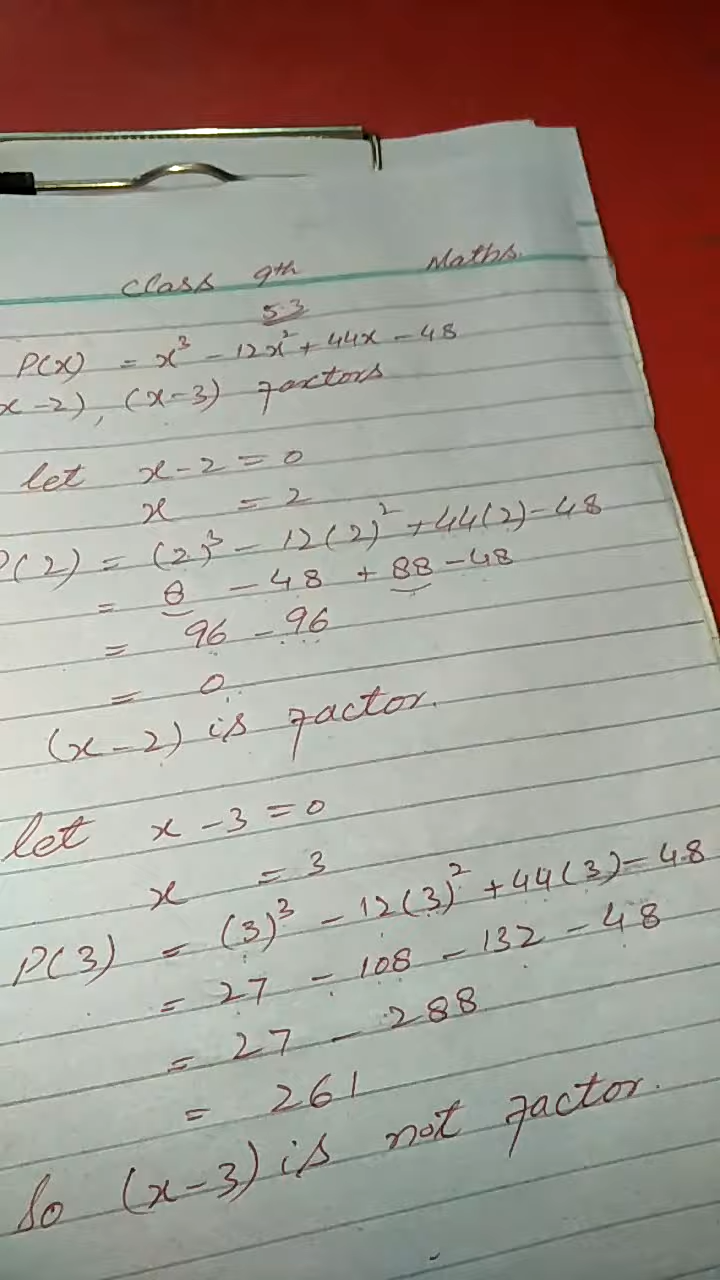 Class 9th Maths.
5.3
P(x) = x³ - 12x² + 44x - 48
x-2), (x-3) factors
let x-2 = 0
x = 2
P(2) = (2)³ - 12(2)² + 44(2) - 48
= 8 - 48 + 88 - 48
= 96 - 96
= 0
(x-2) is factor.
let x-3 = 0
x = 3
P(3) = (3)³ - 12(3)² + 44(3) - 48
= 27 - 108 - 132 - 48
= 27 - 288
= 261
So (x-3) is not factor.